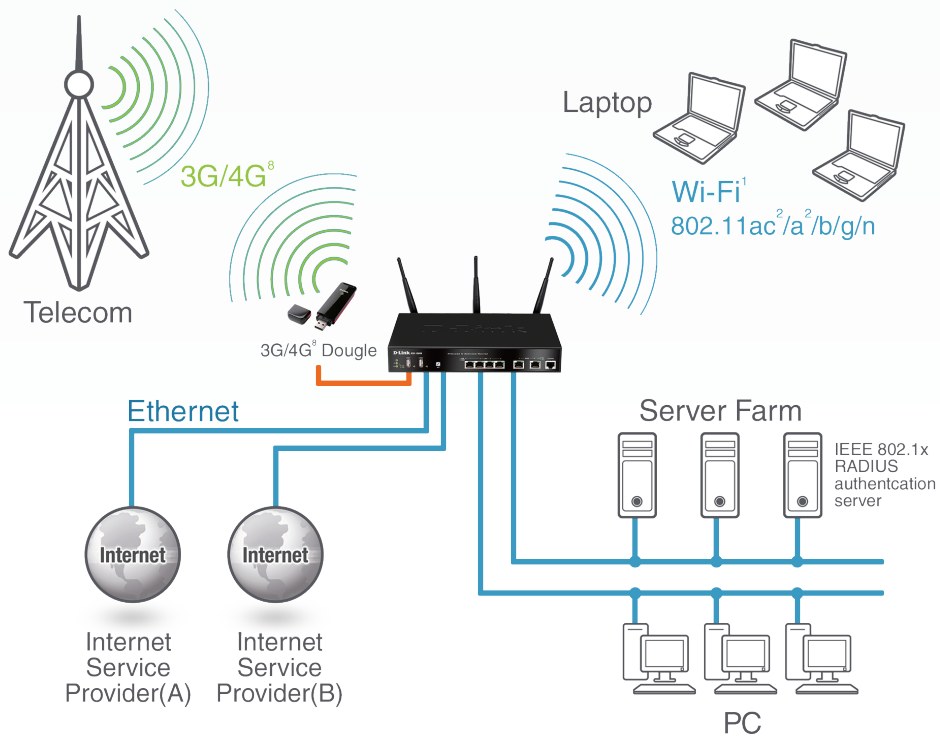 Laptop
3G/4G⁸
Wi-Fi¹
802.11ac²/a²/b/g/n
Telecom
3G/4G⁸ Dougle
D-Link
D-Link
Ethernet
Server Farm
IEEE 802.1x
RADIUS
authentcation
server
Internet
Internet
Internet
Service
Provider(A)
Internet
Service
Provider(B)
PC